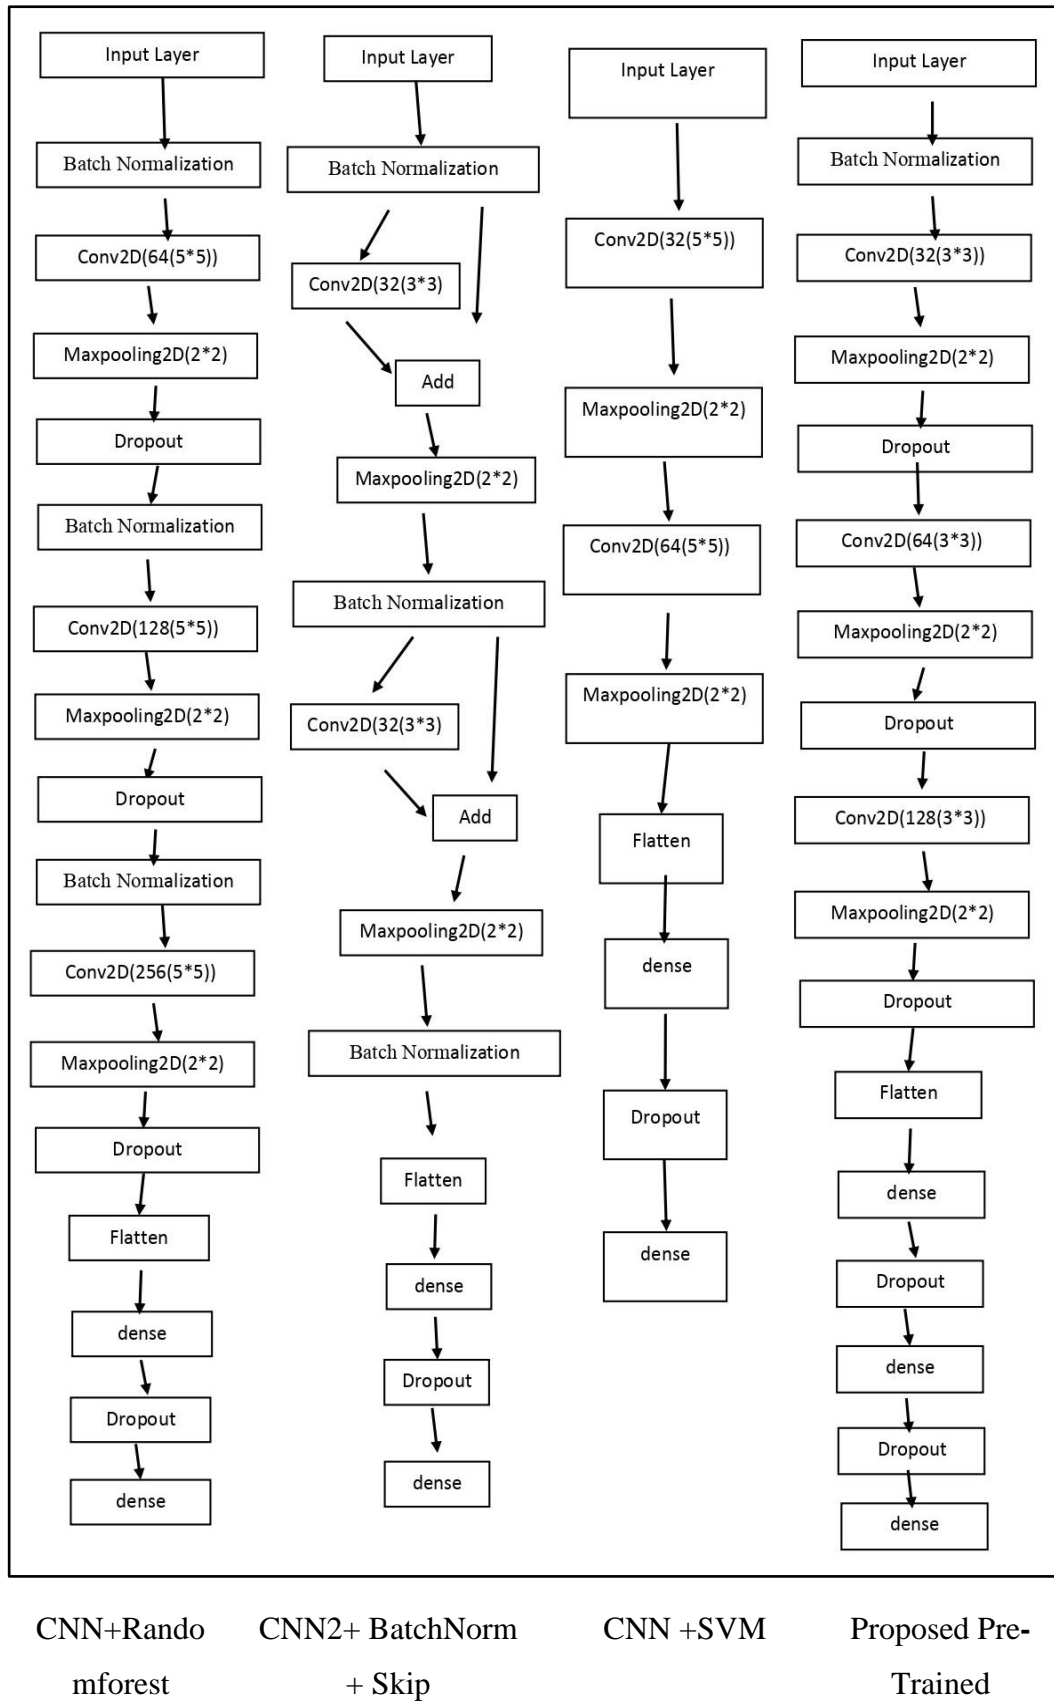 Input Layer
Batch Normalization
Conv2D(64(5*5))
Maxpooling2D(2*2)
Dropout
Batch Normalization
Conv2D(128(5*5))
Maxpooling2D(2*2)
Dropout
Batch Normalization
Conv2D(256(5*5))
Maxpooling2D(2*2)
Dropout
Flatten
dense
Dropout
dense
CNN+Rando
mforest
Input Layer
Batch Normalization
Conv2D(32(3*3)
Add
Maxpooling2D(2*2)
Batch Normalization
Conv2D(32(3*3)
Add
Maxpooling2D(2*2)
Batch Normalization
Flatten
dense
Dropout
dense
CNN2+ BatchNorm
+ Skip
Input Layer
Conv2D(32(5*5))
Maxpooling2D(2*2)
Conv2D(64(5*5))
Maxpooling2D(2*2)
Flatten
dense
Dropout
dense
CNN +SVM
Input Layer
Batch Normalization
Conv2D(32(3*3))
Maxpooling2D(2*2)
Dropout
Conv2D(64(3*3))
Maxpooling2D(2*2)
Dropout
Conv2D(128(3*3))
Maxpooling2D(2*2)
Dropout
Flatten
dense
Dropout
dense
Dropout
dense
Proposed Pre-
Trained